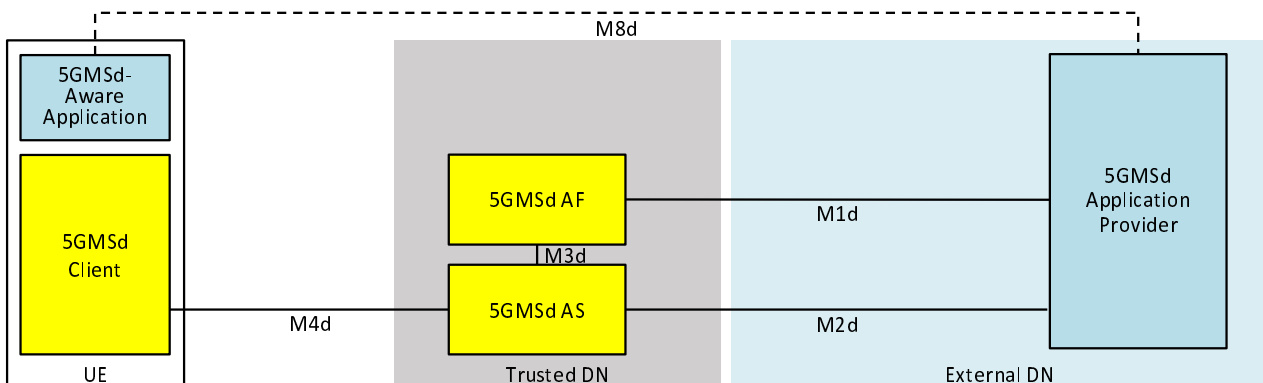 M8d
5GMSd-
Aware
Application
5GMSd
Client
5GMSd AF
M3d
5GMSd AS
M4d
M1d
M2d
5GMSd
Application
Provider
UE
Trusted DN
External DN